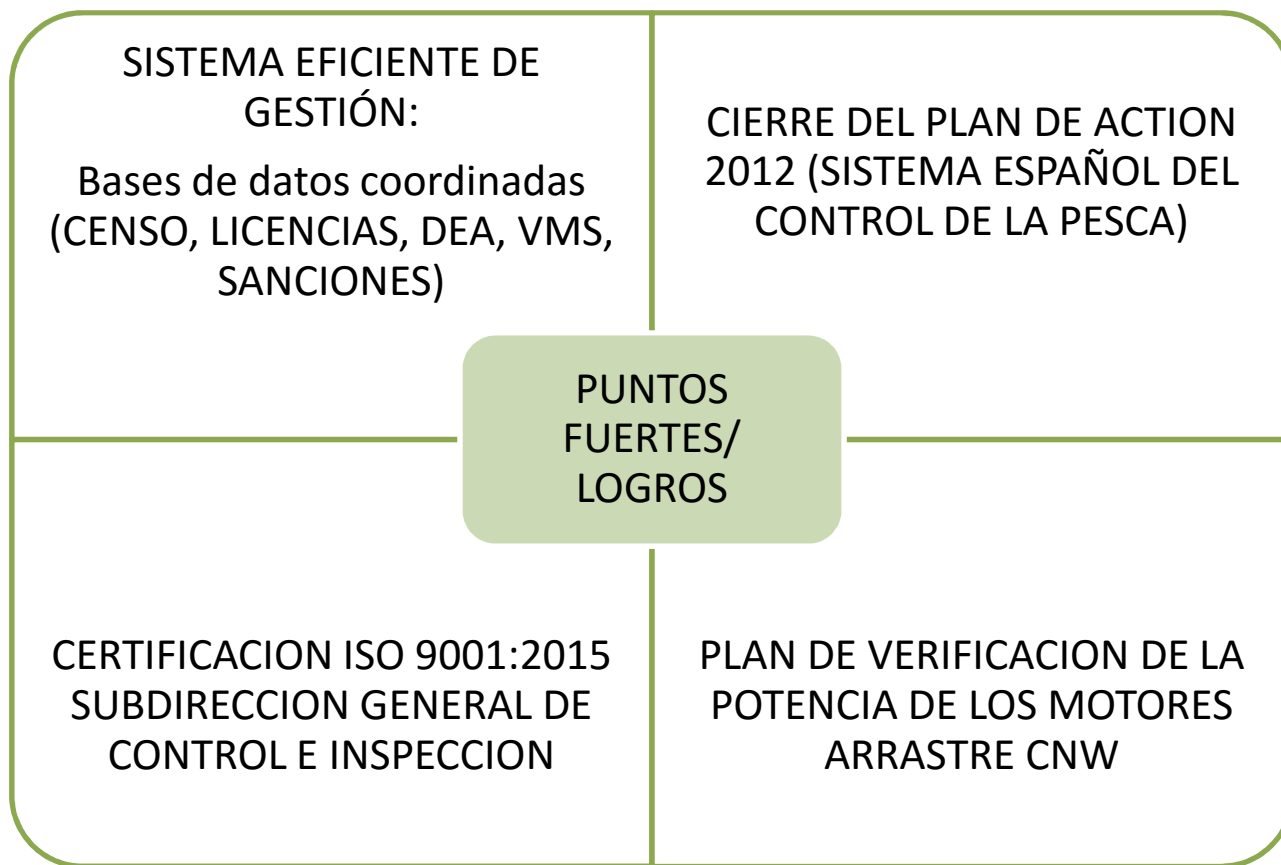 SISTEMA EFICIENTE DE
GESTIÓN:
Bases de datos coordinadas
(CENSO, LICENCIAS, DEA, VMS,
SANCIONES)
CIERRE DEL PLAN DE ACTION
2012 (SISTEMA ESPAÑOL DEL
CONTROL DE LA PESCA)
PUNTOS
FUERTES/
LOGROS
CERTIFICACION ISO 9001:2015
SUBDIRECCION GENERAL DE
CONTROL E INSPECCION
PLAN DE VERIFICACION DE LA
POTENCIA DE LOS MOTORES
ARRASTRE CNW